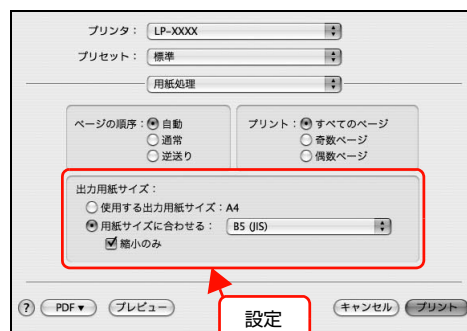 プリンタ： LP-XXXX
プリセット： 標準
用紙処理
ページの順序： 自動
通常
逆送り
プリント： すべてのページ
奇数ページ
偶数ページ
出力用紙サイズ：
使用する出力用紙サイズ：A4
用紙サイズに合わせる： B5 (JIS)
縮小のみ
? PDF▼ プレビュー キャンセル プリント
設定